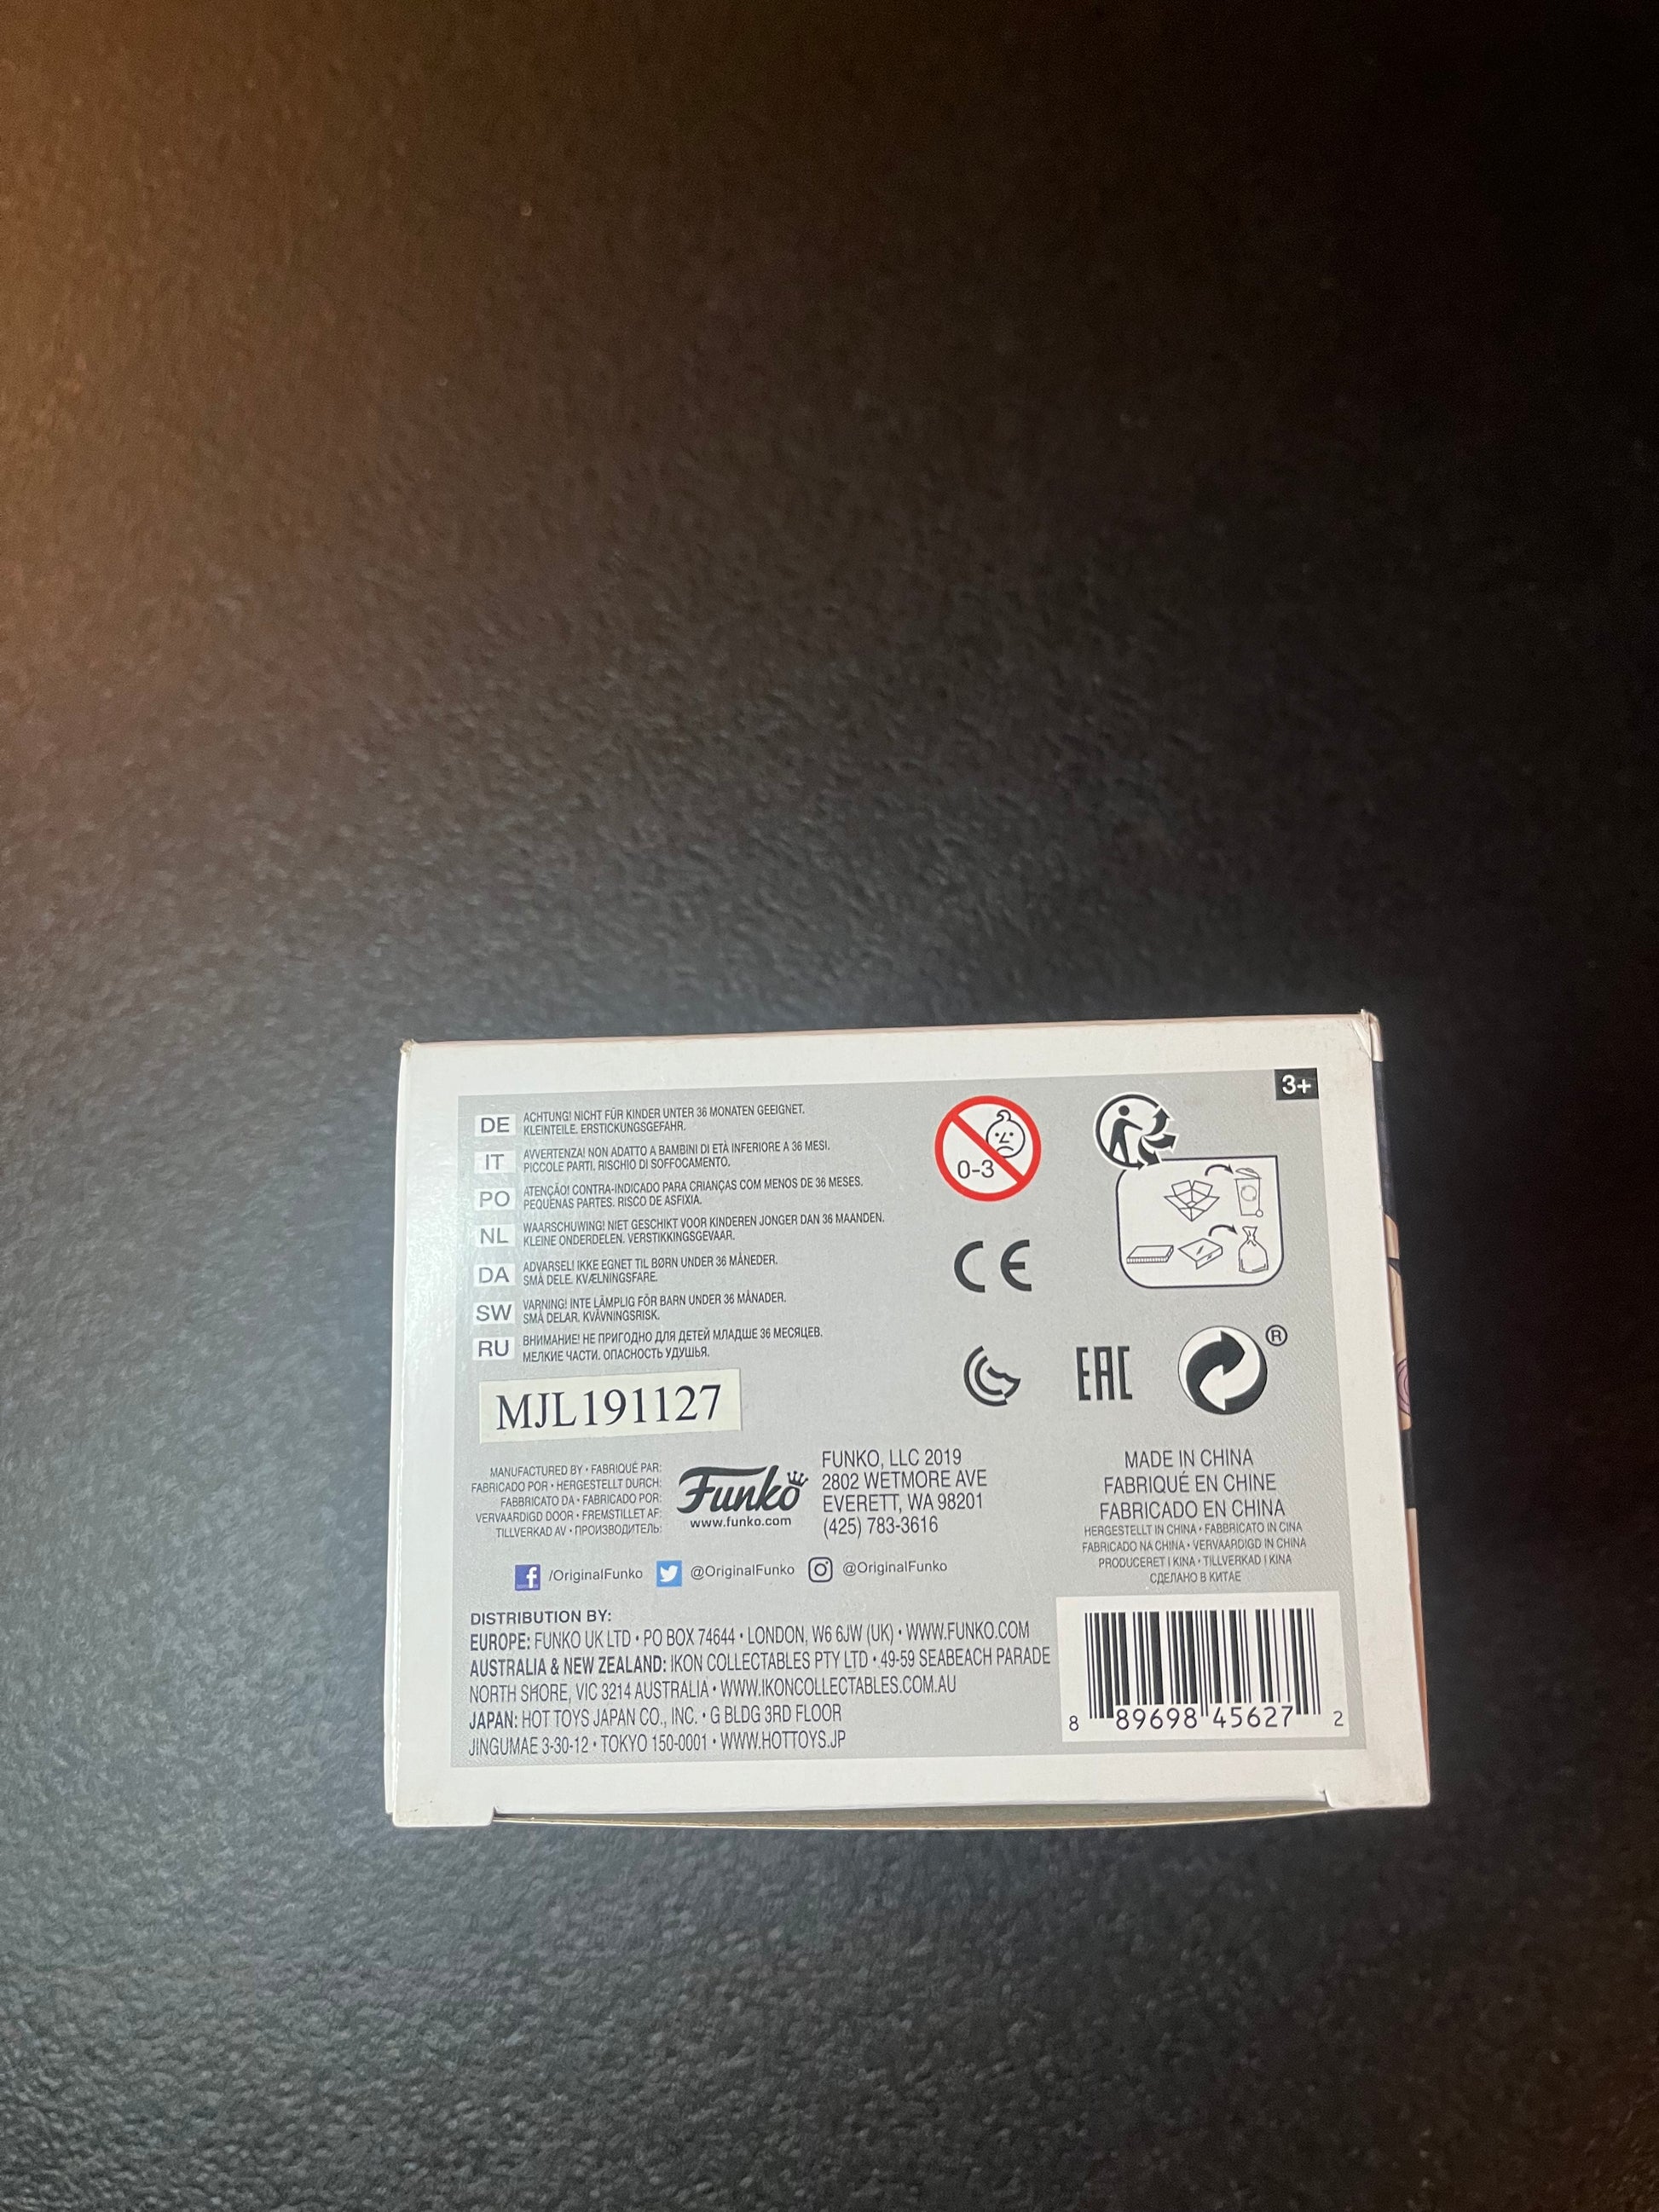 3+
DE
ACHTUNG! NICHT FÜR KINDER UNTER 36 MONATEN GEEIGNET.
KLEINTEILE. ERSTICKUNGSGEFAHR.
IT
AVVERTENZA! NON ADATTO A BAMBINI DI ETÀ INFERIORE A 36 MESI.
PICCOLE PARTI. RISCHIO DI SOFFOCAMENTO.
PO
ATENÇÃO! CONTRA-INDICADO PARA CRIANÇAS COM MENOS DE 36 MESES.
PEQUENAS PARTES. RISCO DE ASFIXIA.
NL
WAARSCHUWING! NIET GESCHIKT VOOR KINDEREN JONGER DAN 36 MAANDEN.
KLEINE ONDERDELEN. VERSTIKKINGSGEVAAR.
DA
ADVARSEL! IKKE EGNET TIL BØRN UNDER 36 MÅNEDER.
SMÅ DELE. KVÆLNINGSFARE.
SW
VARNING! INTE LÄMPLIG FÖR BARN UNDER 36 MÅNADER.
SMÅ DELAR. KVÄVNINGSRISK.
RU
ВНИМАНИЕ! НЕ ПРИГОДНО ДЛЯ ДЕТЕЙ МЛАДШЕ 36 МЕСЯЦЕВ.
МЕЛКИЕ ЧАСТИ. ОПАСНОСТЬ УДУШЬЯ.
0-3
CE
EAC
®
MJL191127
MANUFACTURED BY • FABRIQUÉ PAR:
FABRICADO POR • HERGESTELLT DURCH:
FABBRICATO DA • FABRICADO POR:
VERVAARDIGD DOOR • FREMSTILLET AF:
TILLVERKAD AV • ПРОИЗВОДИТЕЛЬ:
Funko
www.funko.com
FUNKO, LLC 2019
2802 WETMORE AVE
EVERETT, WA 98201
(425) 783-3616
MADE IN CHINA
FABRIQUÉ EN CHINE
FABRICADO EN CHINA
HERGESTELLT IN CHINA • FABBRICATO IN CINA
FABRICADO NA CHINA • VERVAARDIGD IN CHINA
PRODUCERET I KINA • TILLVERKAD I KINA
СДЕЛАНО В КИТАЕ
/OriginalFunko @OriginalFunko @OriginalFunko
DISTRIBUTION BY:
EUROPE: FUNKO UK LTD • PO BOX 74644 • LONDON, W6 6JW (UK) • WWW.FUNKO.COM
AUSTRALIA & NEW ZEALAND: IKON COLLECTABLES PTY LTD • 49-59 SEABEACH PARADE
NORTH SHORE, VIC 3214 AUSTRALIA • WWW.IKONCOLLECTABLES.COM.AU
JAPAN: HOT TOYS JAPAN CO., INC. • G BLDG 3RD FLOOR
JINGUMAE 3-30-12 • TOKYO 150-0001 • WWW.HOTTOYS.JP
8 89698 45627 2